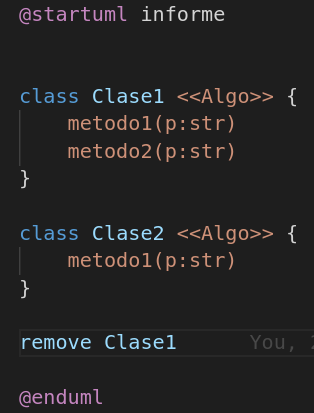 @startuml informe
class Clase1 <<Algo>> {
metodo1(p:str)
metodo2(p:str)
}
class Clase2 <<Algo>> {
metodo1(p:str)
}
remove Clase1 You,
@enduml